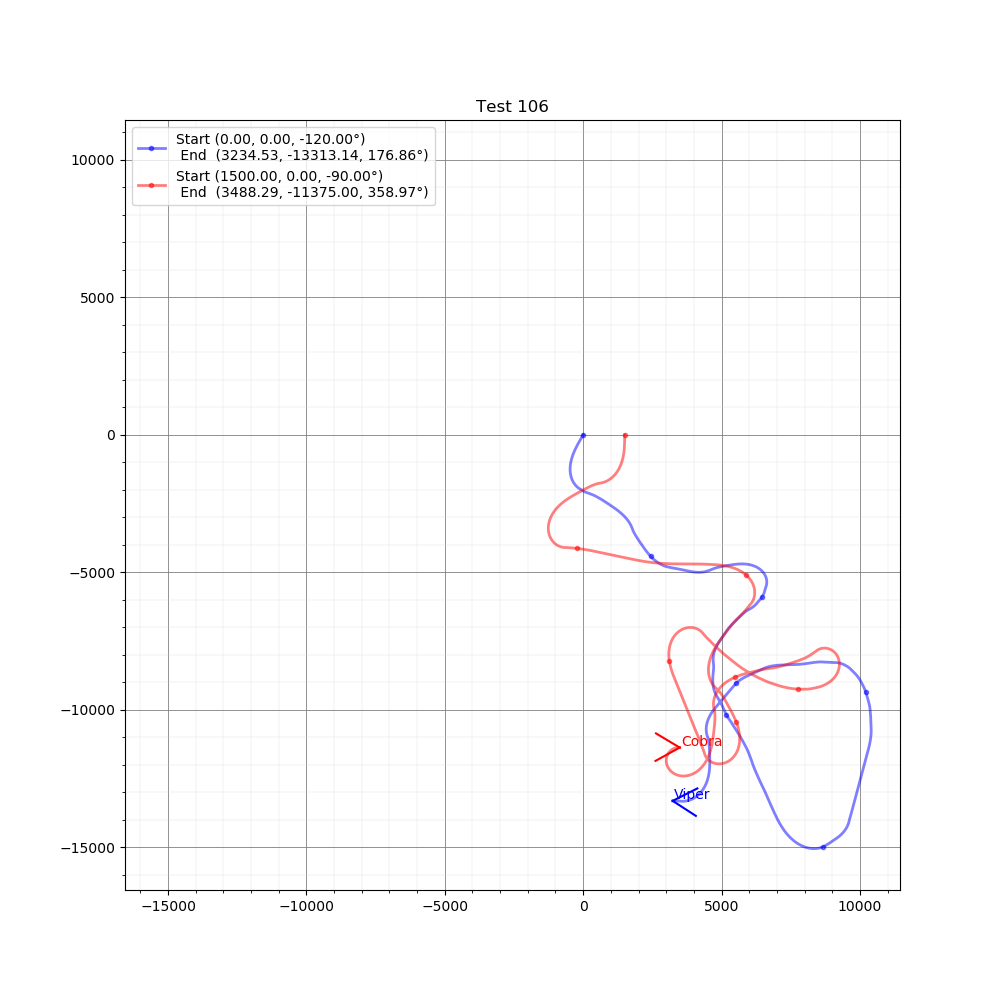 Test 106
Start (0.00, 0.00, -120.00°)
End  (3234.53, -13313.14, 176.86°)
Start (1500.00, 0.00, -90.00°)
End  (3488.29, -11375.00, 358.97°)
10000
5000
0
−5000
−10000
−15000
Cobra
Viper
−15000
−10000
−5000
0
5000
10000